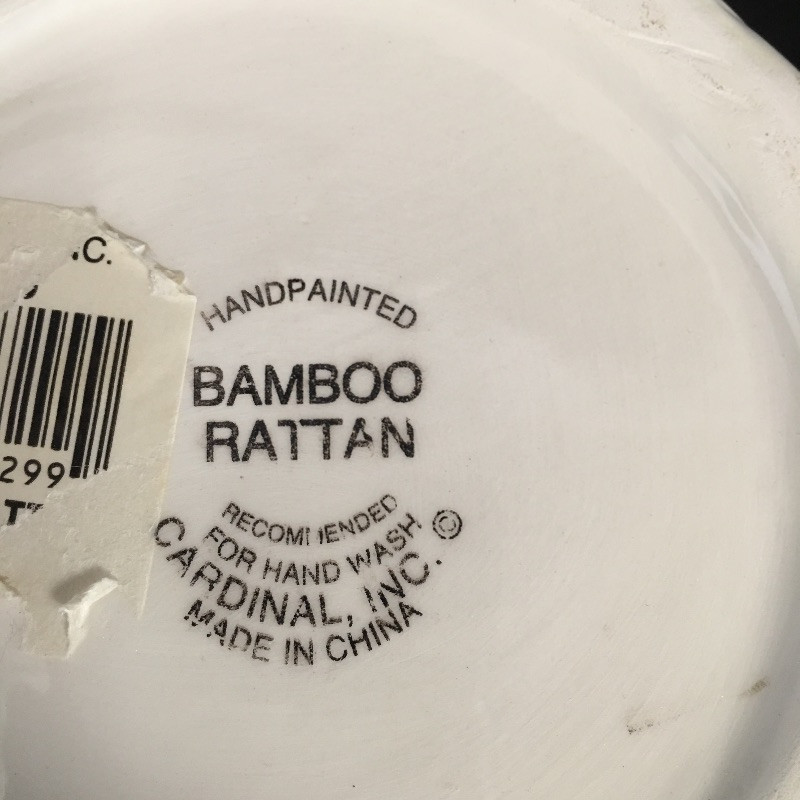 .C.
299
HANDPAINTED
BAMBOO
RATTAN
RECOMMENDED
FOR HAND WASH
CARDINAL, INC. ©
MADE IN CHINA